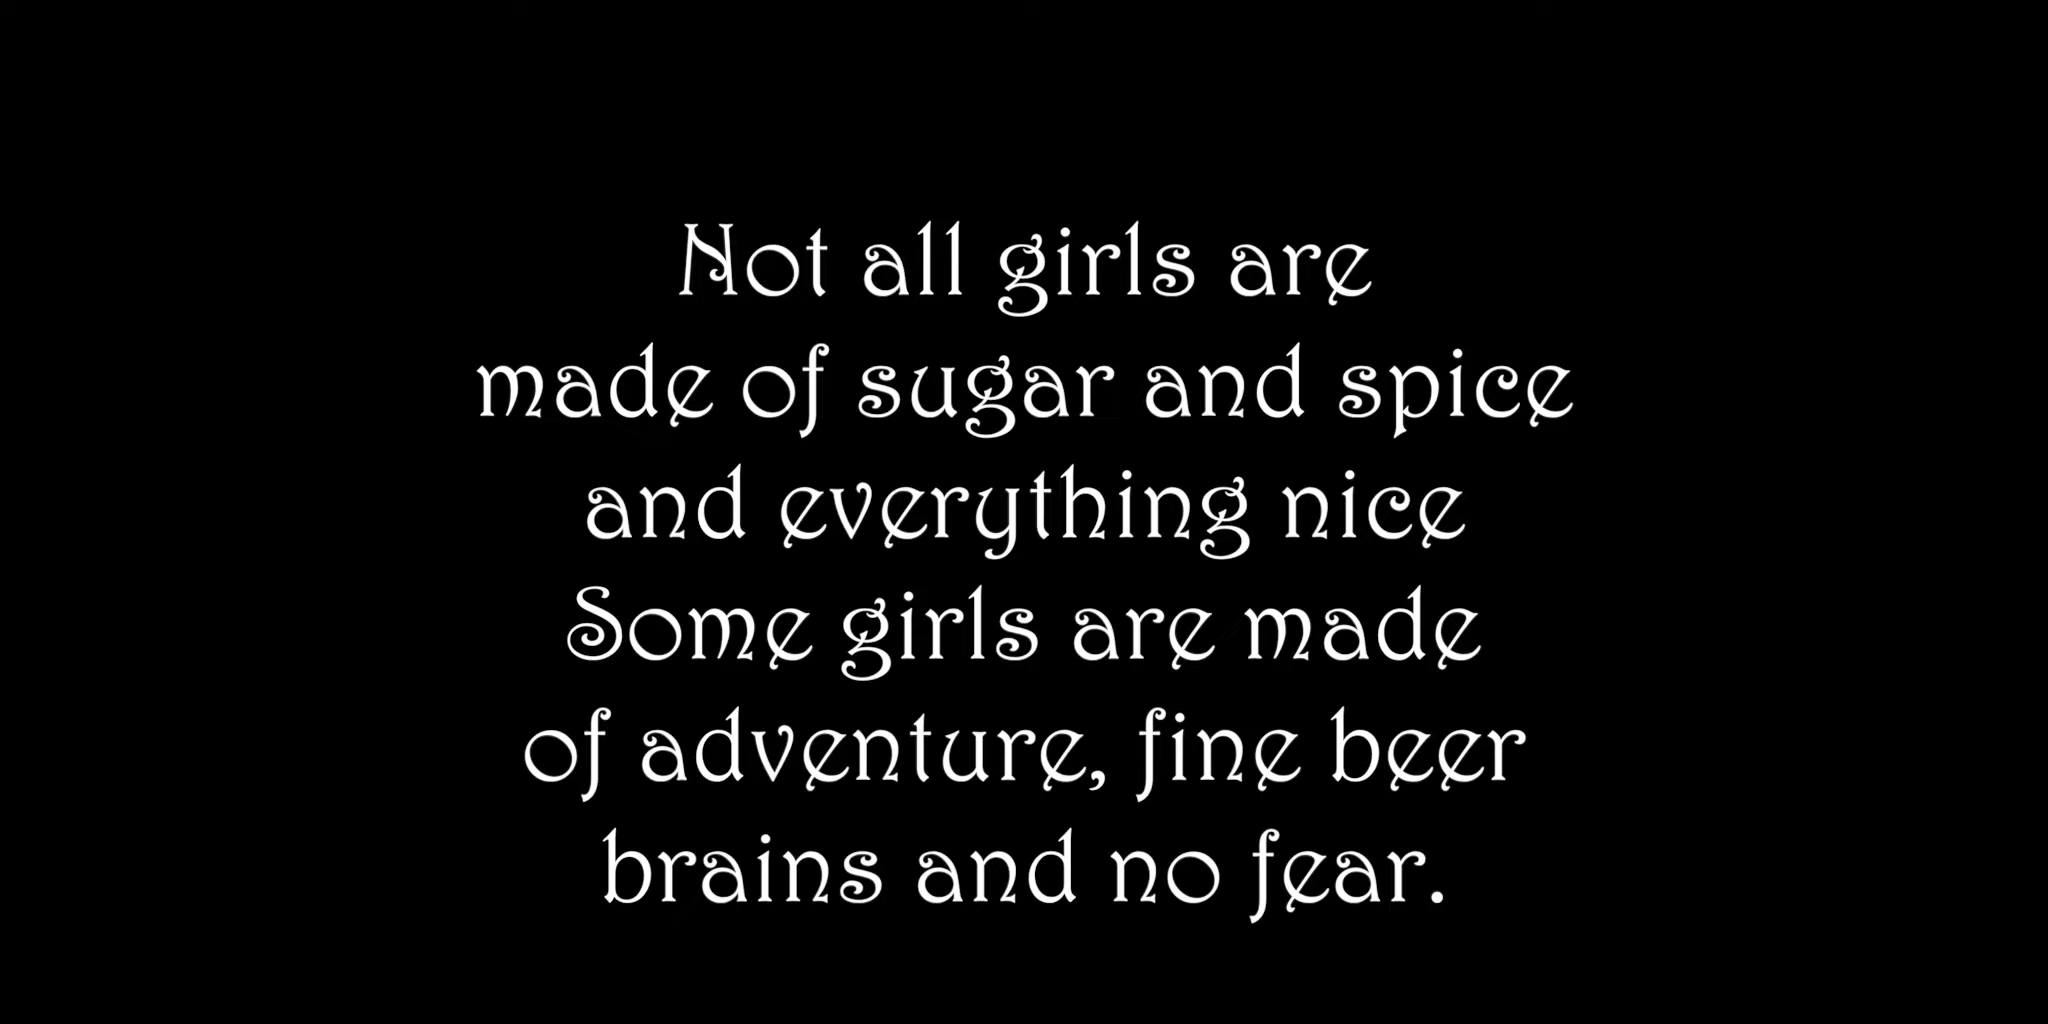 Not all girls are
made of sugar and spice
and everything nice
Some girls are made
of adventure, fine beer
brains and no fear.